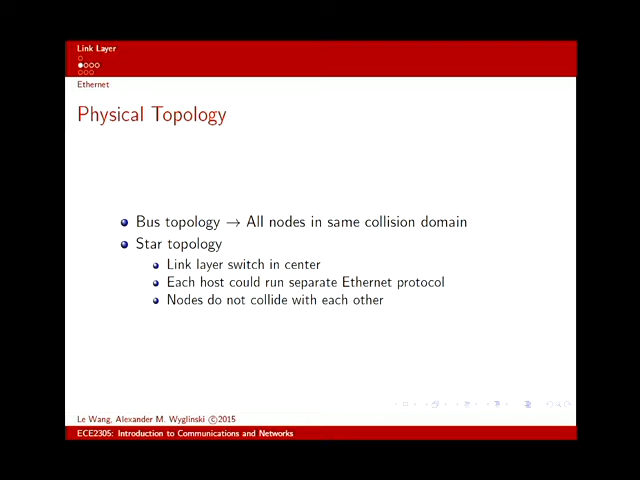 Link Layer
Ethernet
Physical Topology
Bus topology → All nodes in same collision domain
Star topology
Link layer switch in center
Each host could run separate Ethernet protocol
Nodes do not collide with each other
Le Wang, Alexander M. Wyglinski ©2015
ECE2305: Introduction to Communications and Networks